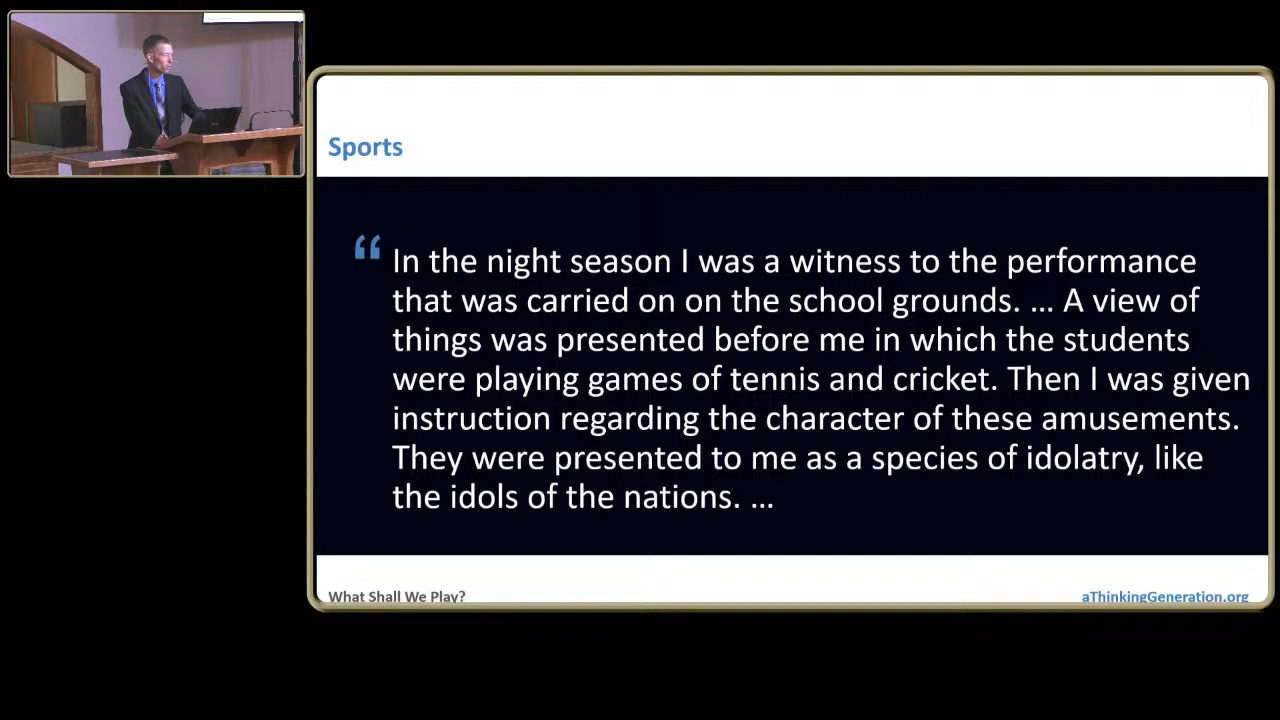 Sports
“ In the night season I was a witness to the performance
that was carried on on the school grounds. ... A view of
things was presented before me in which the students
were playing games of tennis and cricket. Then I was given
instruction regarding the character of these amusements.
They were presented to me as a species of idolatry, like
the idols of the nations. ...
What Shall We Play?
aThinkingGeneration.org